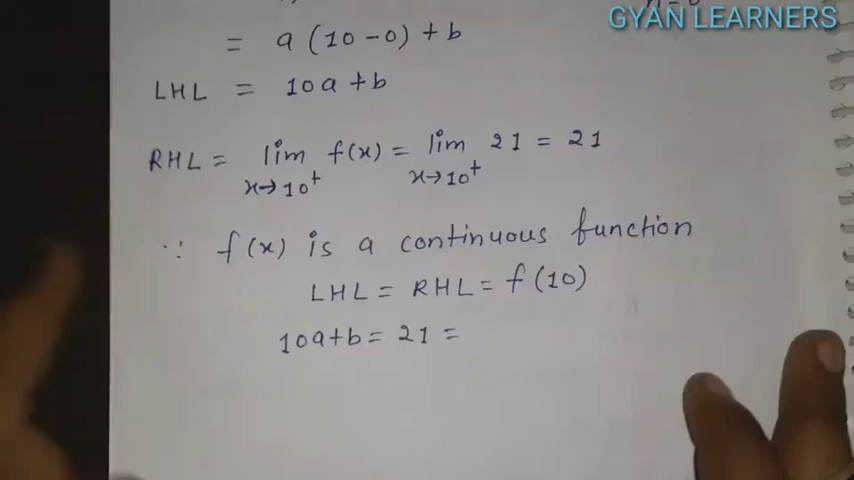 GYAN LEARNERS
= a (10-0) + b
LHL = 10a + b
RHL = lim f(x) = lim 21 = 21
x→10⁺ x→10⁺
∵ f(x) is a continuous function
LHL = RHL = f(10)
10a+b = 21 =